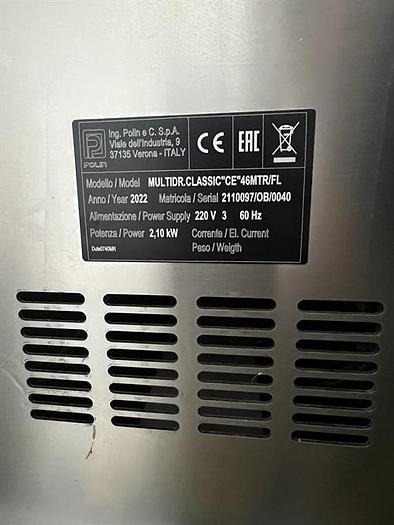 POLIN
Ing. Polin e C. S.p.A.
Viale dell'Industria, 9
37135 Verona - ITALY
CE
EAC
Modello / Model MULTIDR.CLASSIC"CE"46MTR/FL
Anno / Year 2022 Matricola / Serial 2110097/OB/0040
Alimentazione / Power Supply 220 V 3 60 Hz
Potenza / Power 2,10 kW Corrente / El. Current
Peso / Weigth